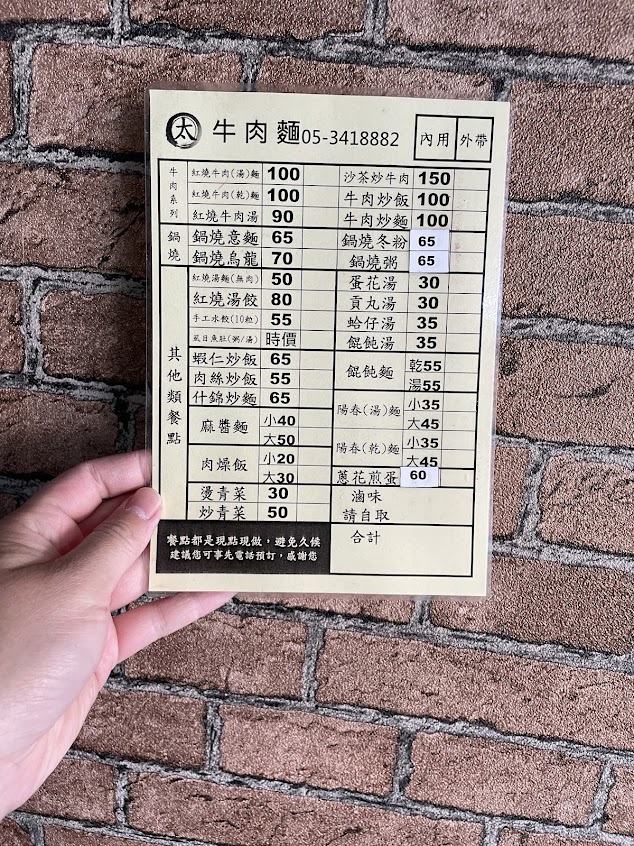 太 牛肉麵05-3418882 內用 外帶
牛肉系列
紅燒牛肉(湯)麵 100
紅燒牛肉(乾)麵 100
紅燒牛肉湯 90
沙茶炒牛肉 150
牛肉炒飯 100
牛肉炒麵 100
鍋燒
鍋燒意麵 65
鍋燒烏龍 70
鍋燒冬粉 65
鍋燒粥 65
其他類餐點
紅燒湯麵(無肉) 50
紅燒湯餃 80
手工水餃(10粒) 55
虱目魚肚(粥/湯) 時價
蝦仁炒飯 65
肉絲炒飯 55
什錦炒麵 65
麻醬麵 小40
大50
肉燥飯 小20
大30
燙青菜 30
炒青菜 50
蛋花湯 30
貢丸湯 30
蛤仔湯 35
餛飩湯 35
餛飩麵 乾55
湯55
陽春(湯)麵 小35
大45
陽春(乾)麵 小35
大45
蔥花煎蛋 60
滷味
請自取
合計
餐點都是現點現做，避免久候
建議您可事先電話預訂，感謝您